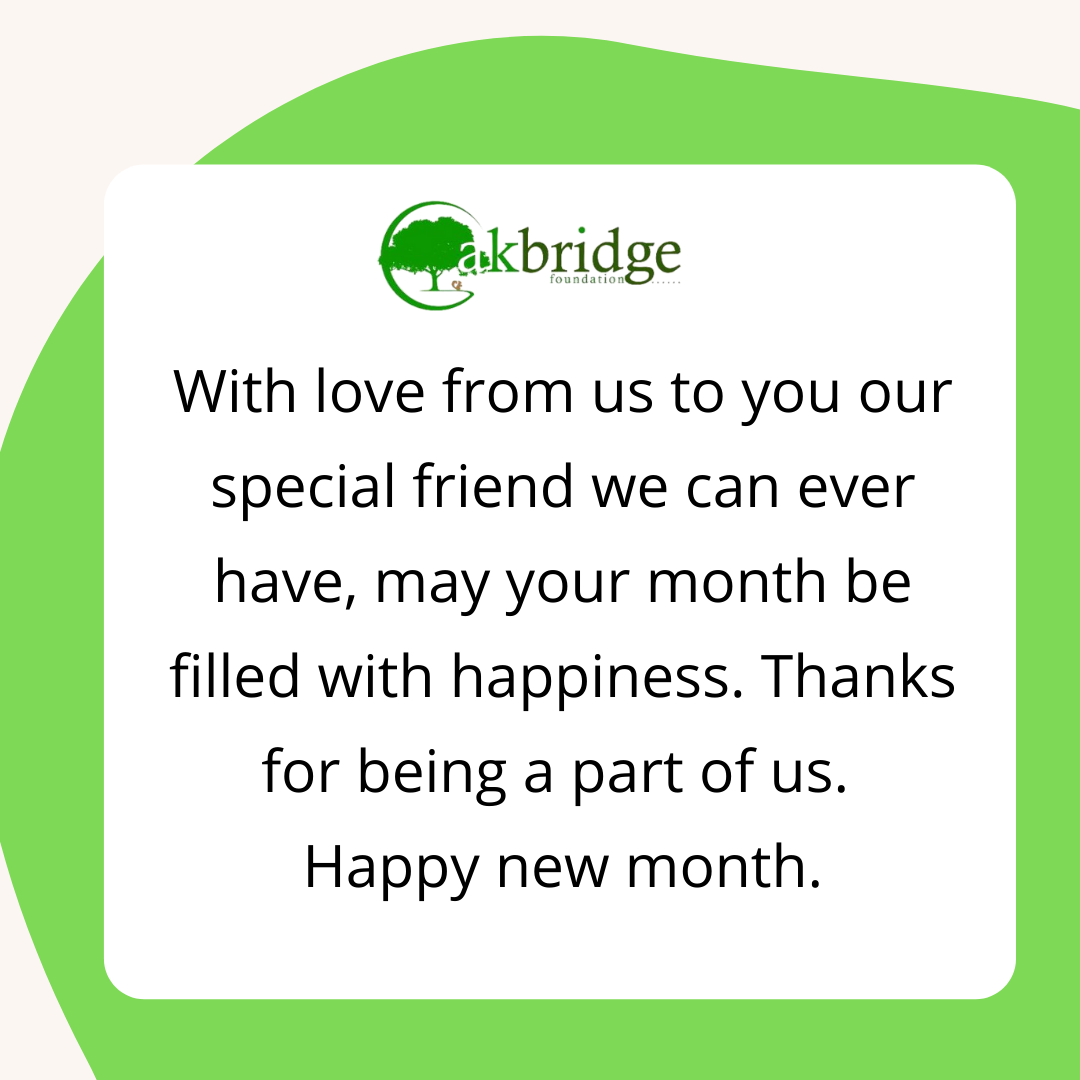 akbridge
foundation......
With love from us to you our
special friend we can ever
have, may your month be
filled with happiness. Thanks
for being a part of us.
Happy new month.